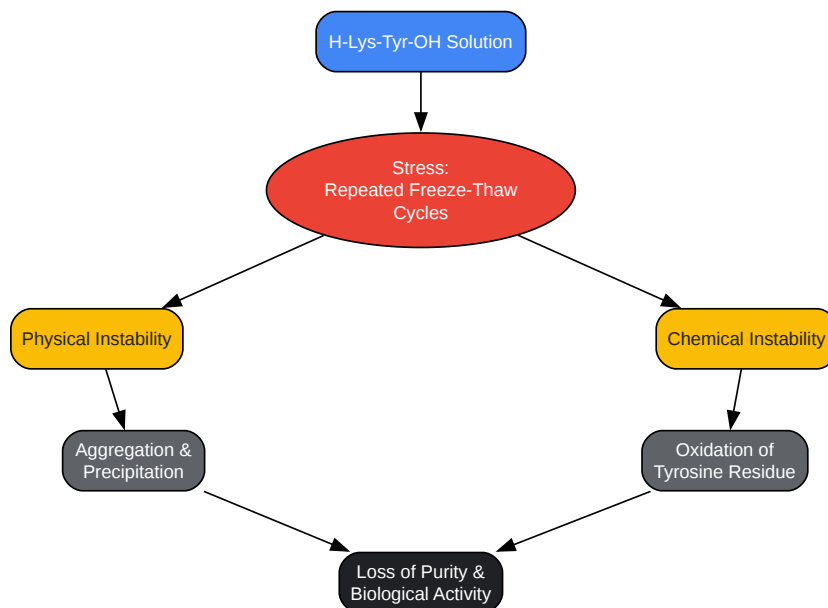 H-Lys-Tyr-OH Solution
Stress:
Repeated Freeze-Thaw
Cycles
Physical Instability
Chemical Instability
Aggregation &
Precipitation
Oxidation of
Tyrosine Residue
Loss of Purity &
Biological Activity